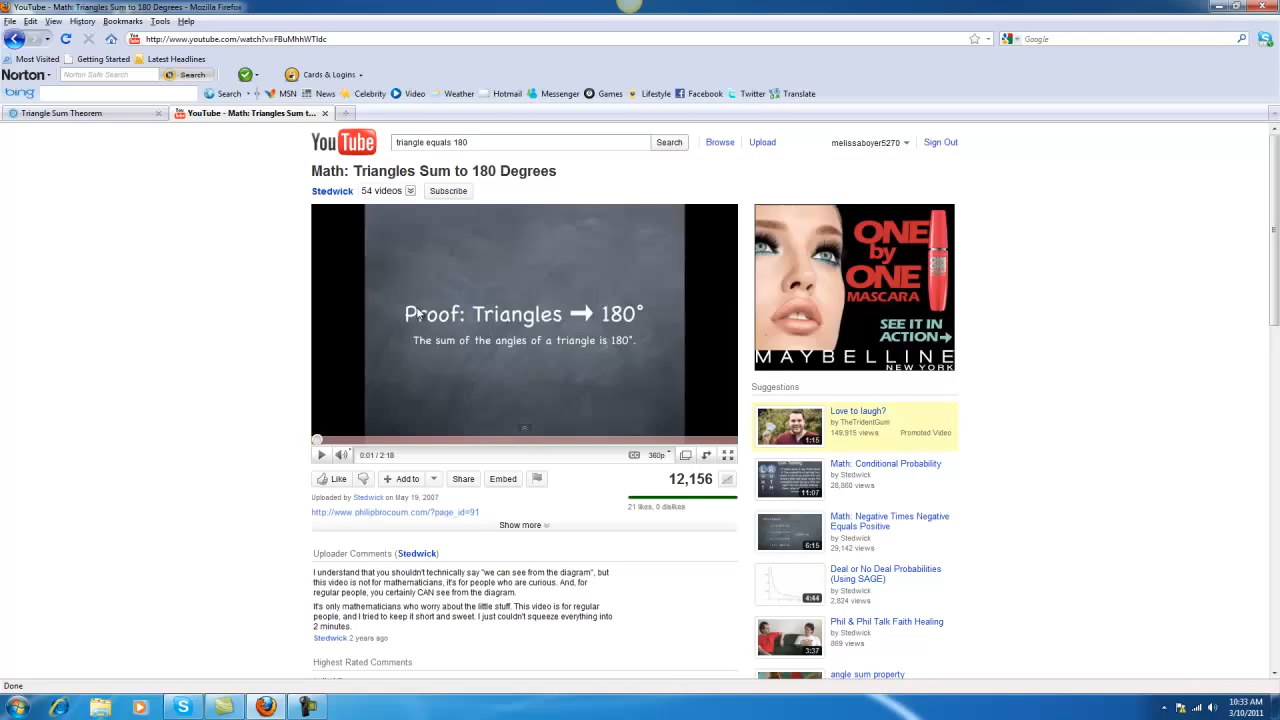 YouTube - Math: Triangles Sum to 180 Degrees - Mozilla Firefox
File Edit View History Bookmarks Tools Help
http://www.youtube.com/watch?v=FBuMhhWTIdc
Google
Most Visited Getting Started Latest Headlines
Norton Norton Safe Search Search Cards & Logins
bing Search MSN News Celebrity Video Weather Hotmail Messenger Games Lifestyle Facebook Twitter Translate
Triangle Sum Theorem YouTube - Math: Triangles Sum t...
YouTube triangle equals 180 Search Browse Upload melissaboyer5270 Sign Out
Math: Triangles Sum to 180 Degrees
Stedwick 54 videos Subscribe
Proof: Triangles → 180°
The sum of the angles of a triangle is 180°.
0:01 / 2:18 360p
Like Add to Share Embed 12,156
Uploaded by Stedwick on May 19, 2007
21 likes, 0 dislikes
http://www.philipbrocoum.com/?page_id=91
Show more
Uploader Comments (Stedwick)
I understand that you shouldn't technically say "we can see from the diagram", but
this video is not for mathematicians, it's for people who are curious. And, for
regular people, you certainly CAN see from the diagram.
It's only mathematicians who worry about the little stuff. This video is for regular
people, and I tried to keep it short and sweet. I just couldn't squeeze everything into
2 minutes.
Stedwick 2 years ago
Highest Rated Comments
ONE
by
ONE
MASCARA
SEE IT IN
ACTION→
MAYBELLINE
NEW YORK
Suggestions
Love to laugh?
by TheTridentGum
149,915 views Promoted Video
1:15
Math: Conditional Probability
by Stedwick
28,860 views
11:07
Math: Negative Times Negative
Equals Positive
by Stedwick
29,142 views
6:15
Deal or No Deal Probabilities
(Using SAGE)
by Stedwick
2,824 views
4:44
Phil & Phil Talk Faith Healing
by Stedwick
869 views
3:37
angle sum property
Done
10:33 AM
3/10/2011